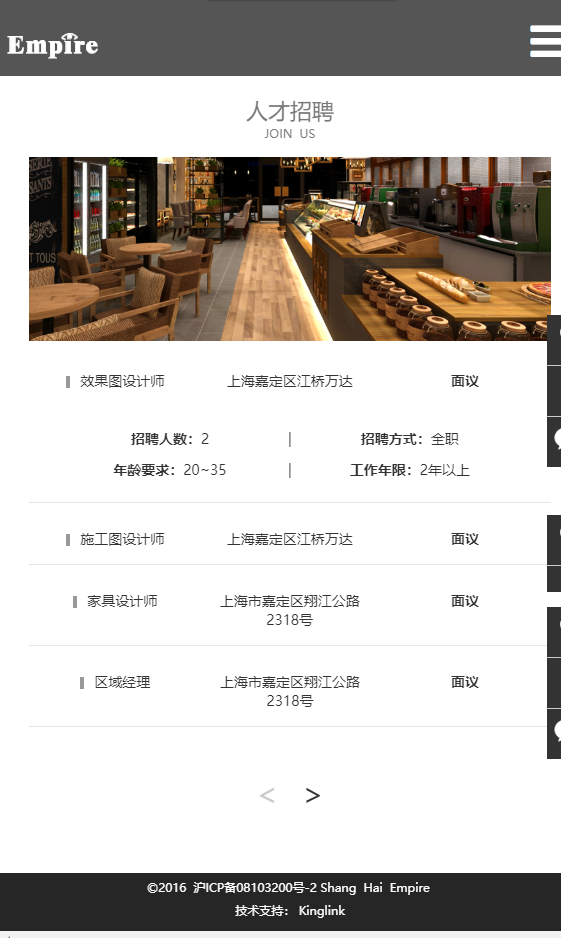 Empire
人才招聘
JOIN US
TOUS
效果图设计师 上海嘉定区江桥万达 面议
招聘人数：2 | 招聘方式：全职
年龄要求：20~35 | 工作年限：2年以上
施工图设计师 上海嘉定区江桥万达 面议
家具设计师 上海市嘉定区翔江公路 面议
2318号
区域经理 上海市嘉定区翔江公路 面议
2318号
< >
©2016 沪ICP备08103200号-2 Shang Hai Empire
技术支持： Kinglink